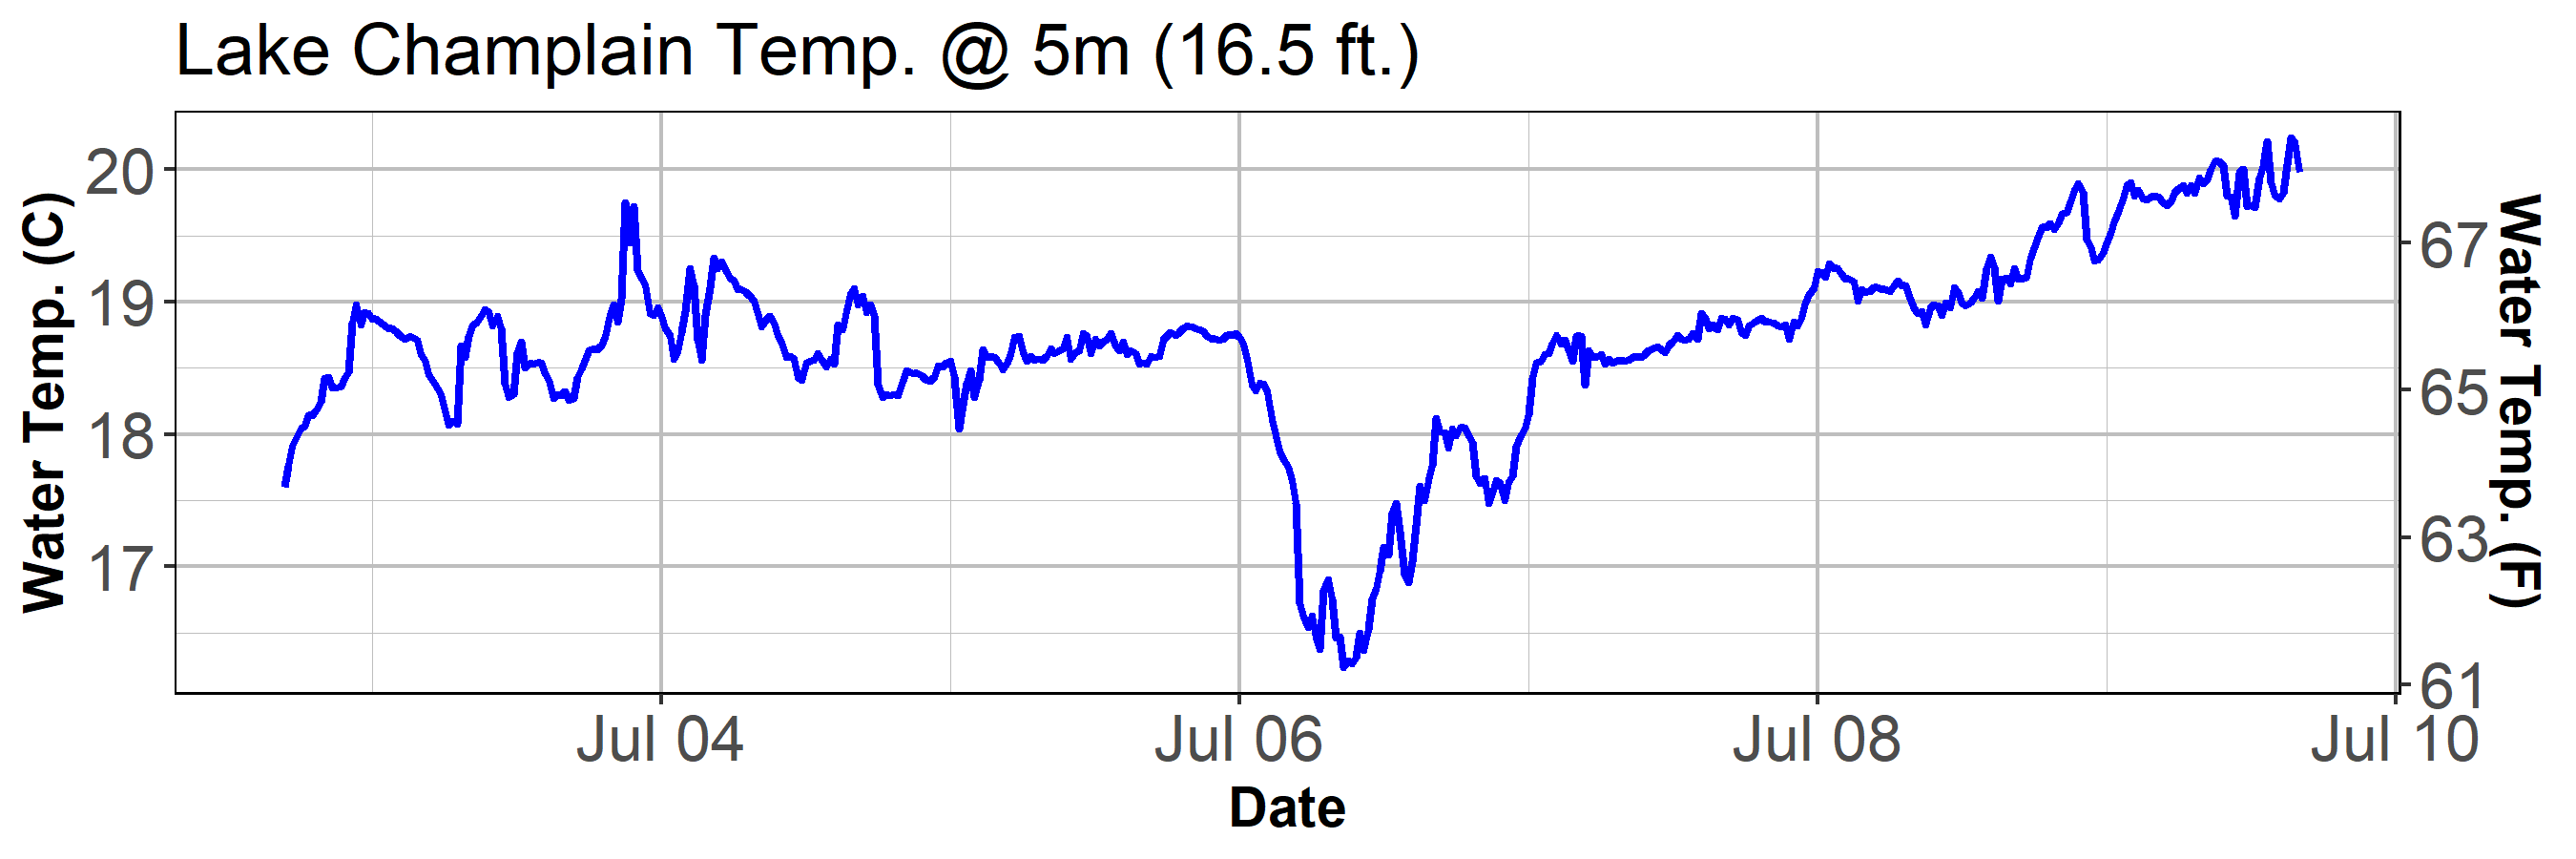 Lake Champlain Temp. @ 5m (16.5 ft.)
Water Temp. (C)
20
19
18
17
67
65
63
61
Water Temp. (F)
Jul 04 Jul 06 Jul 08 Jul 10
Date